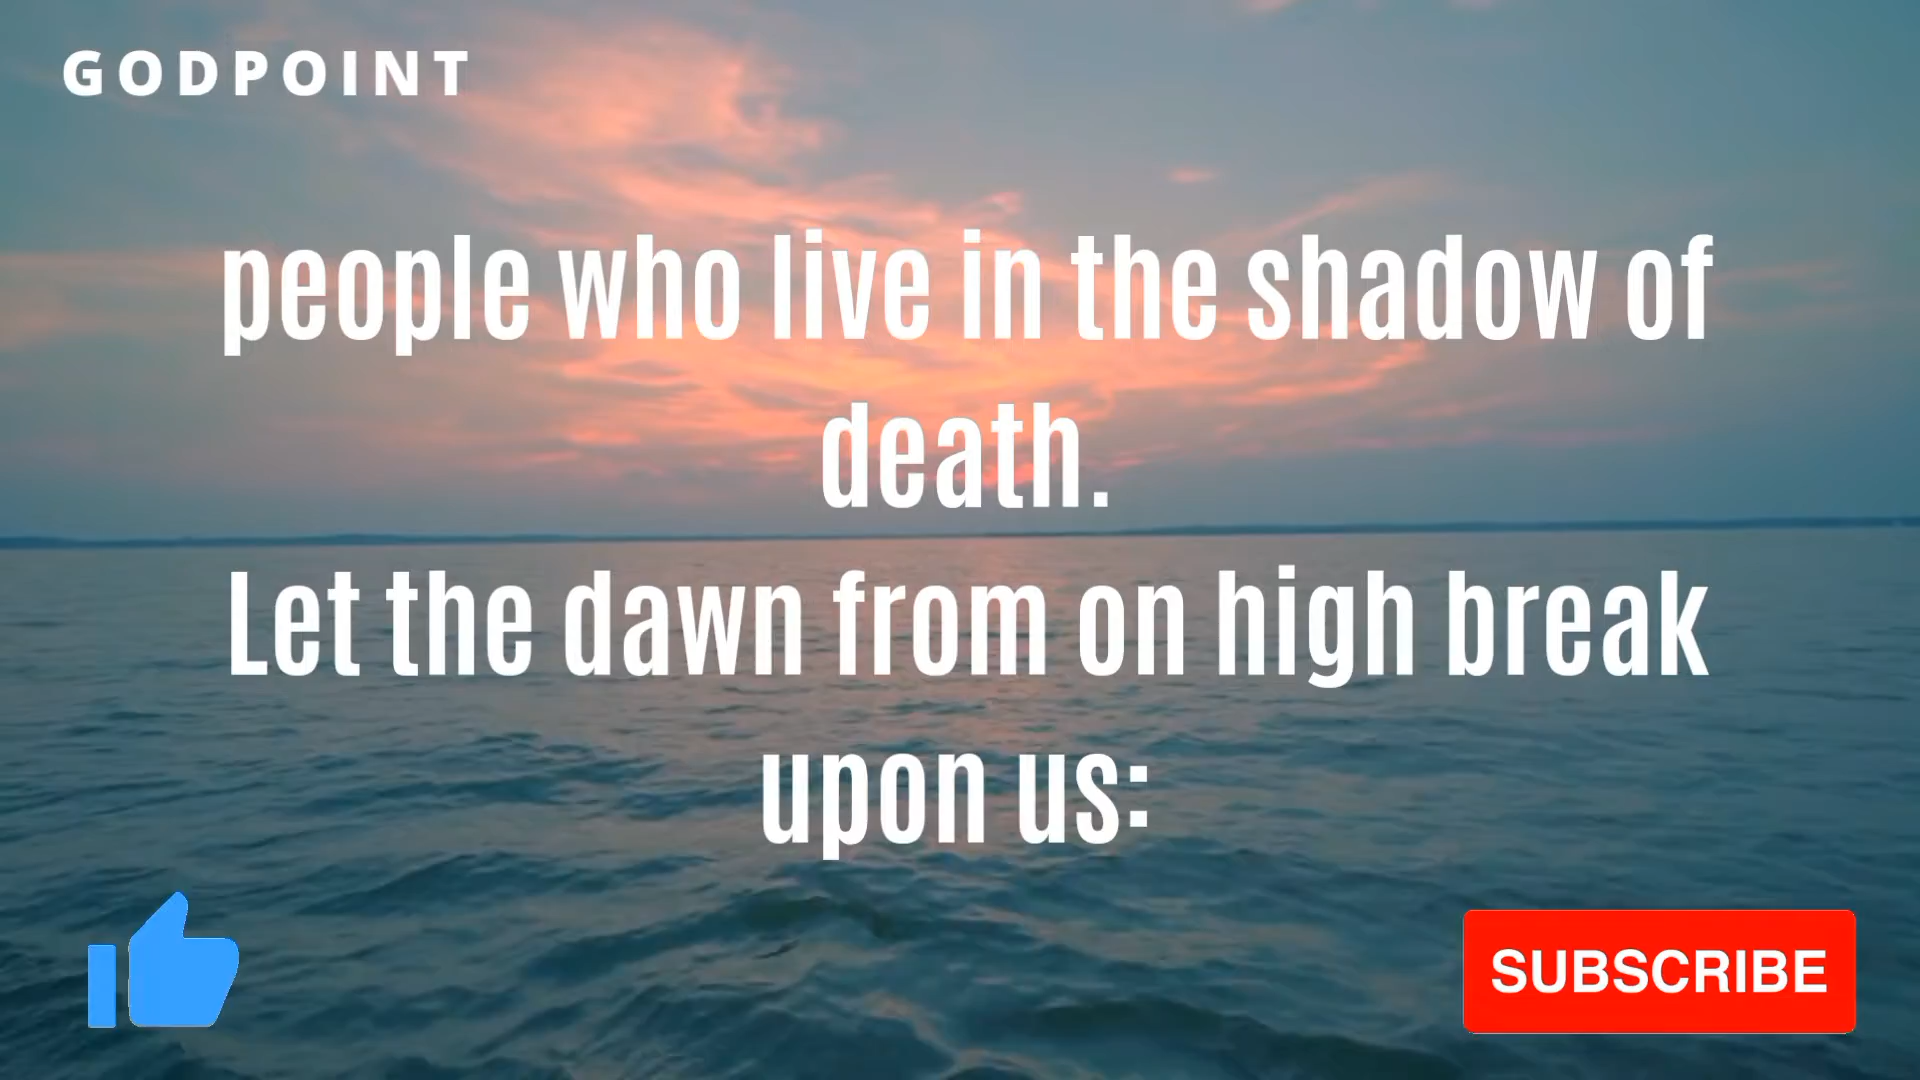 GODPOINT
people who live in the shadow of
death.
Let the dawn from on high break
upon us:
SUBSCRIBE